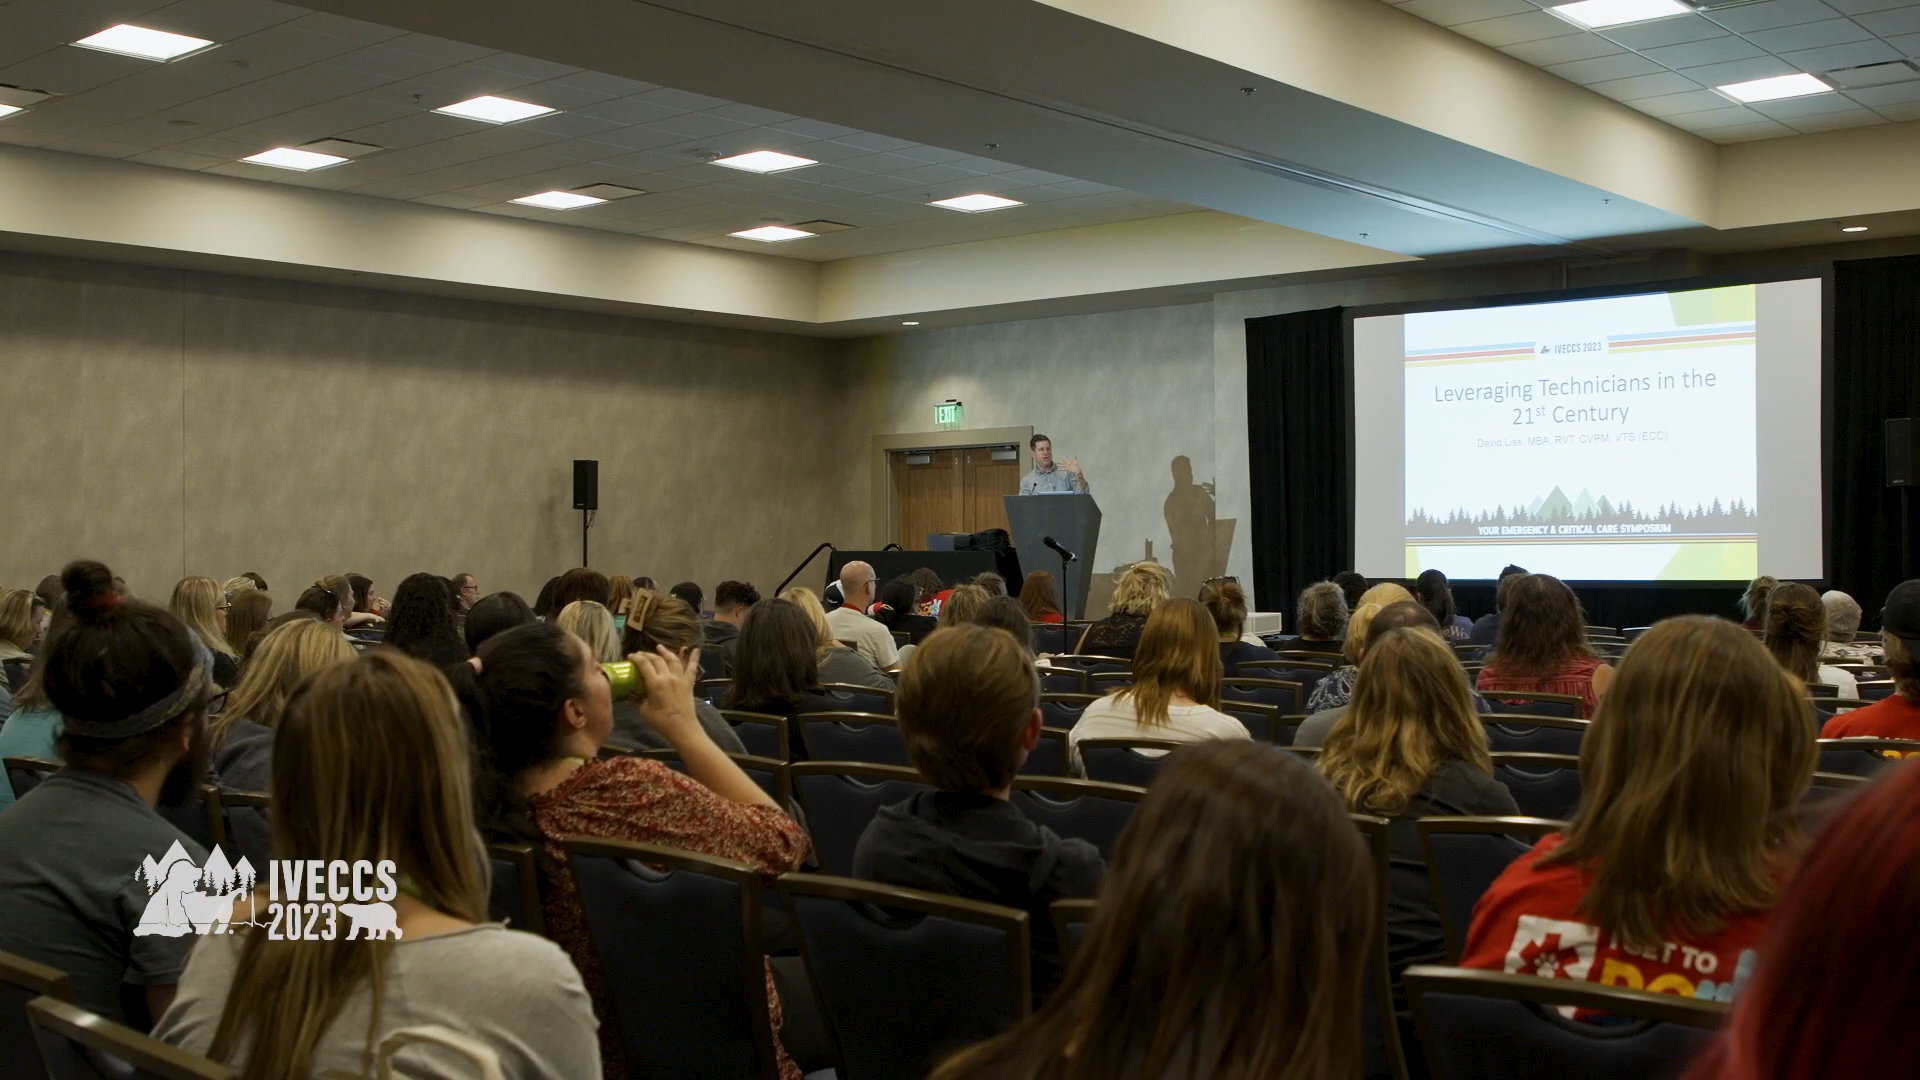 EXIT
IVECCS 2023
Leveraging Technicians in the
21st Century
David Liss, MBA, RVT, CVPM, VTS (ECC)
YOUR EMERGENCY & CRITICAL CARE SYMPOSIUM
IVECCS
2023
I GET TO